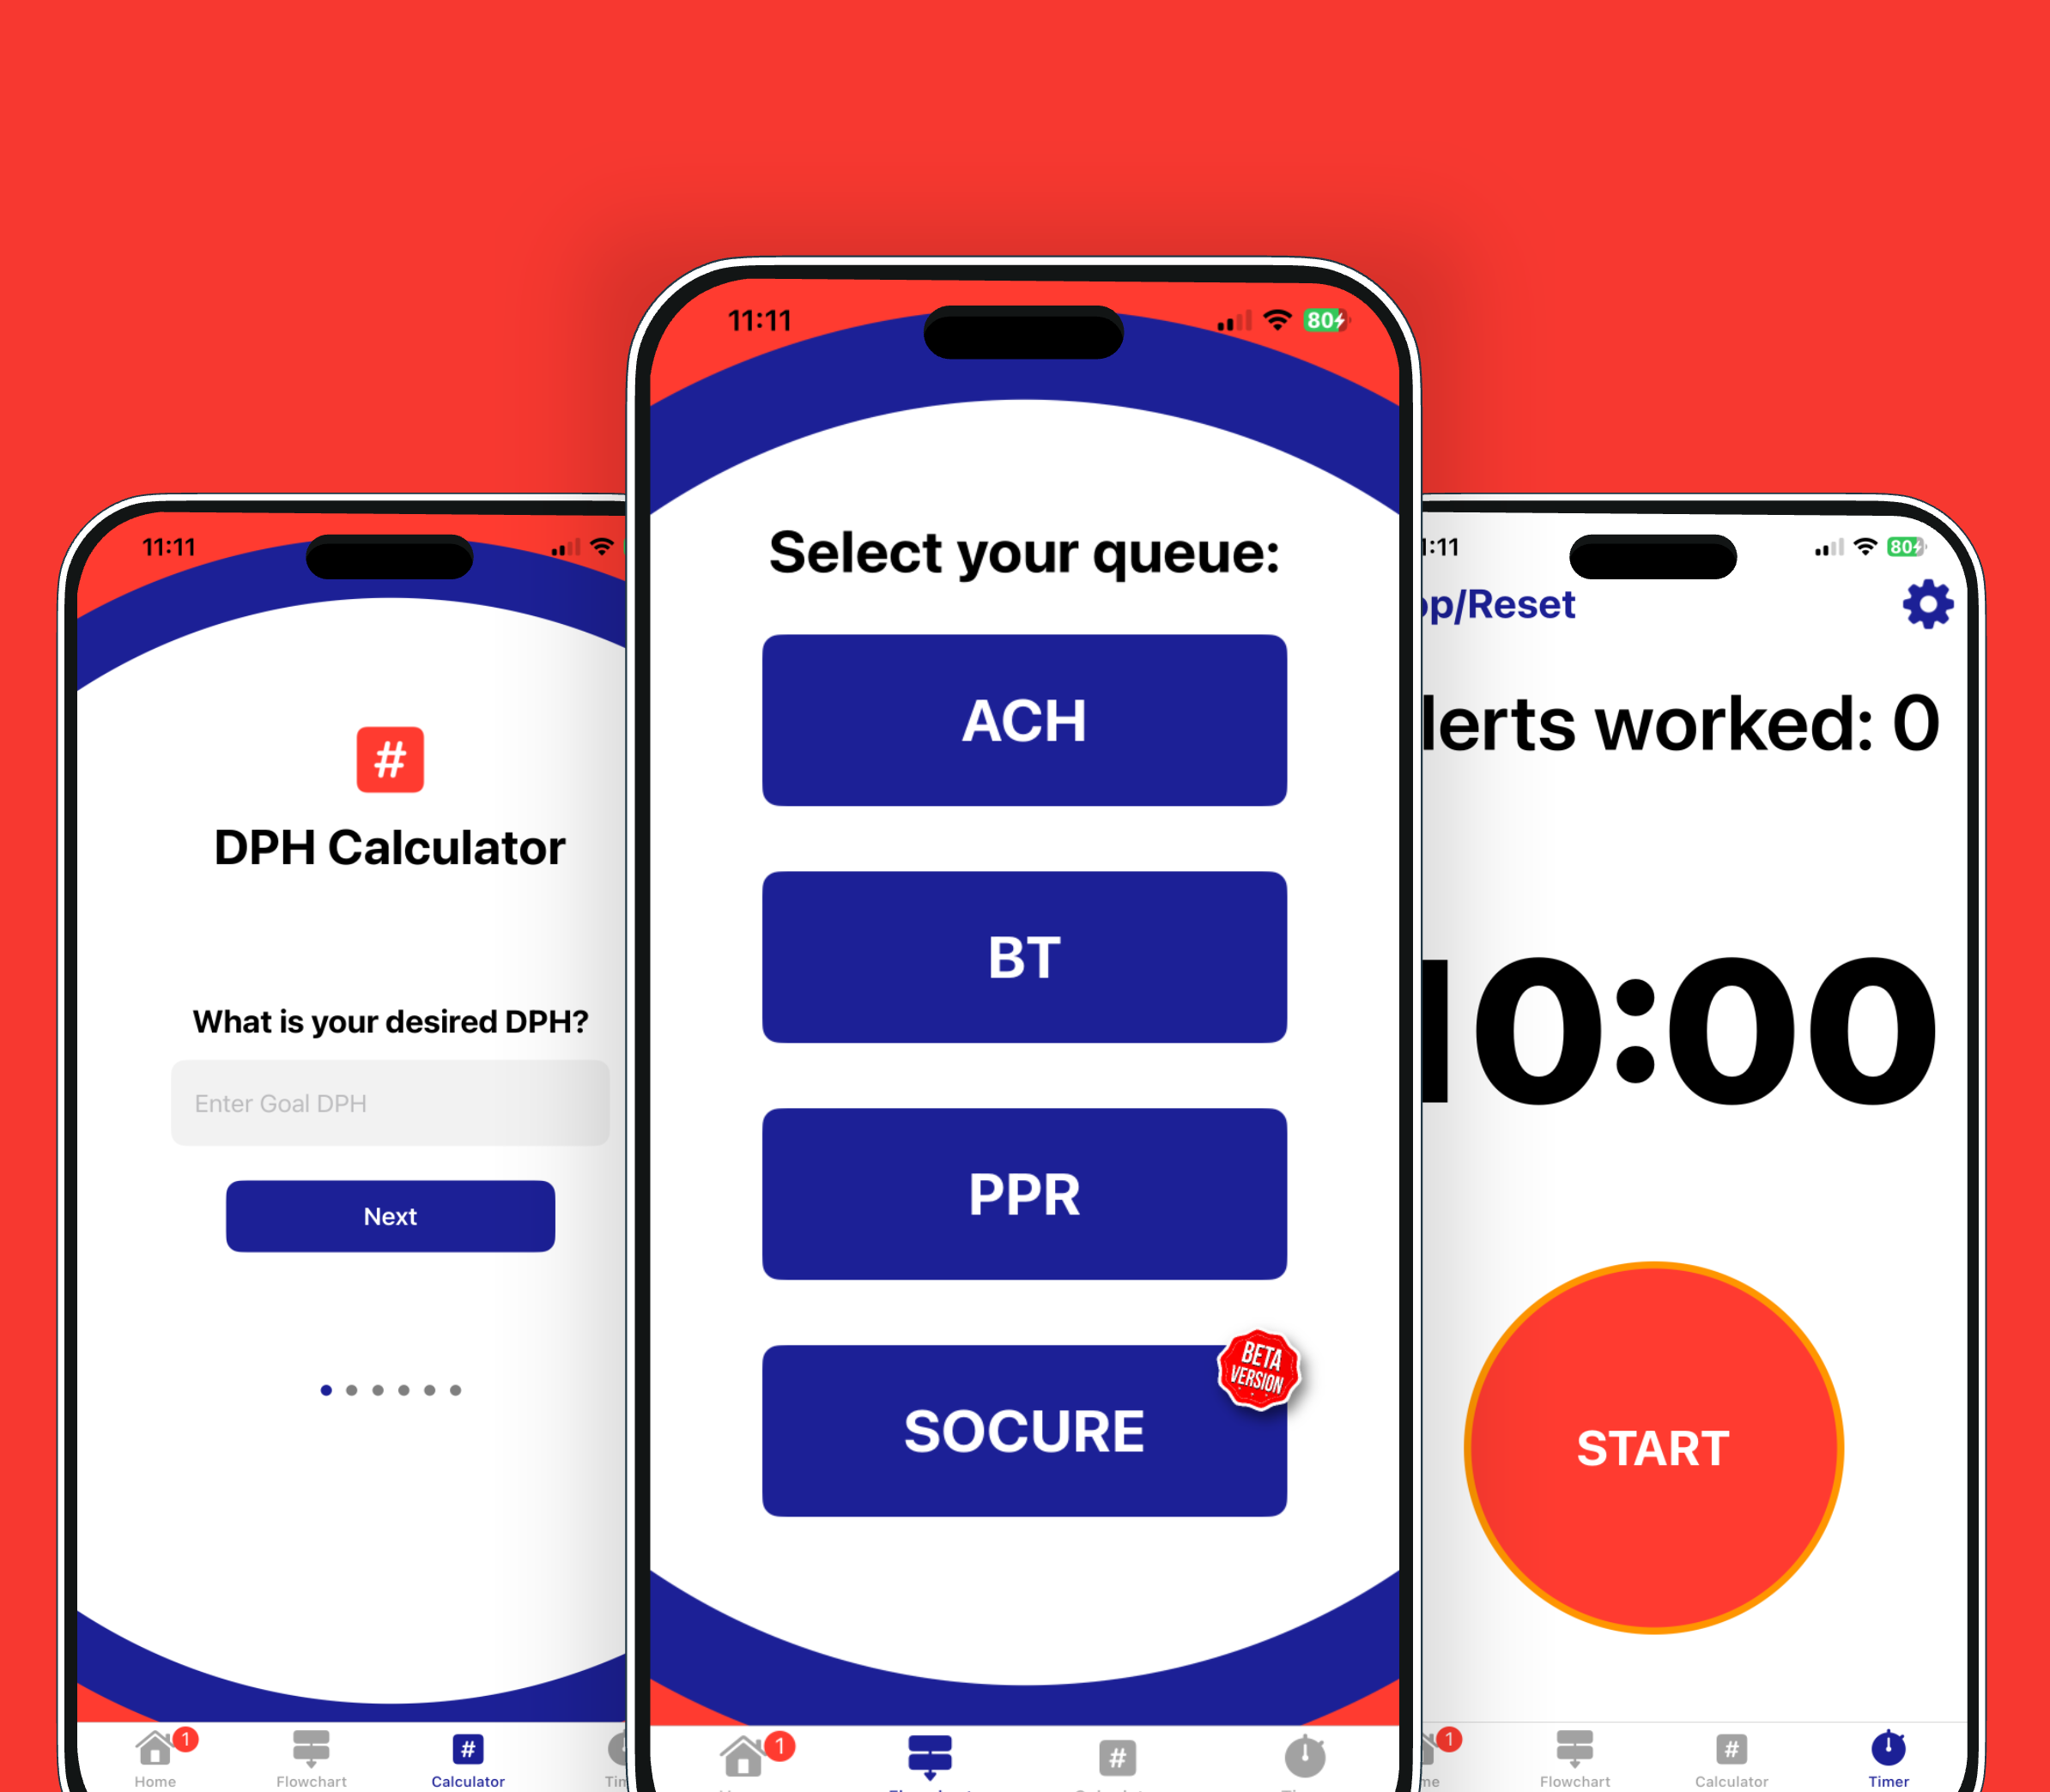 11:11
#
DPH Calculator
What is your desired DPH?
Enter Goal DPH
Next
1
Home
Flowchart
#
Calculator
11:11
80
Select your queue:
ACH
BT
PPR
SOCURE
BETA
VERSION
1
#
:11
80
op/Reset
lerts worked: 0
10:00
START
1
me
Flowchart
#
Calculator
Timer